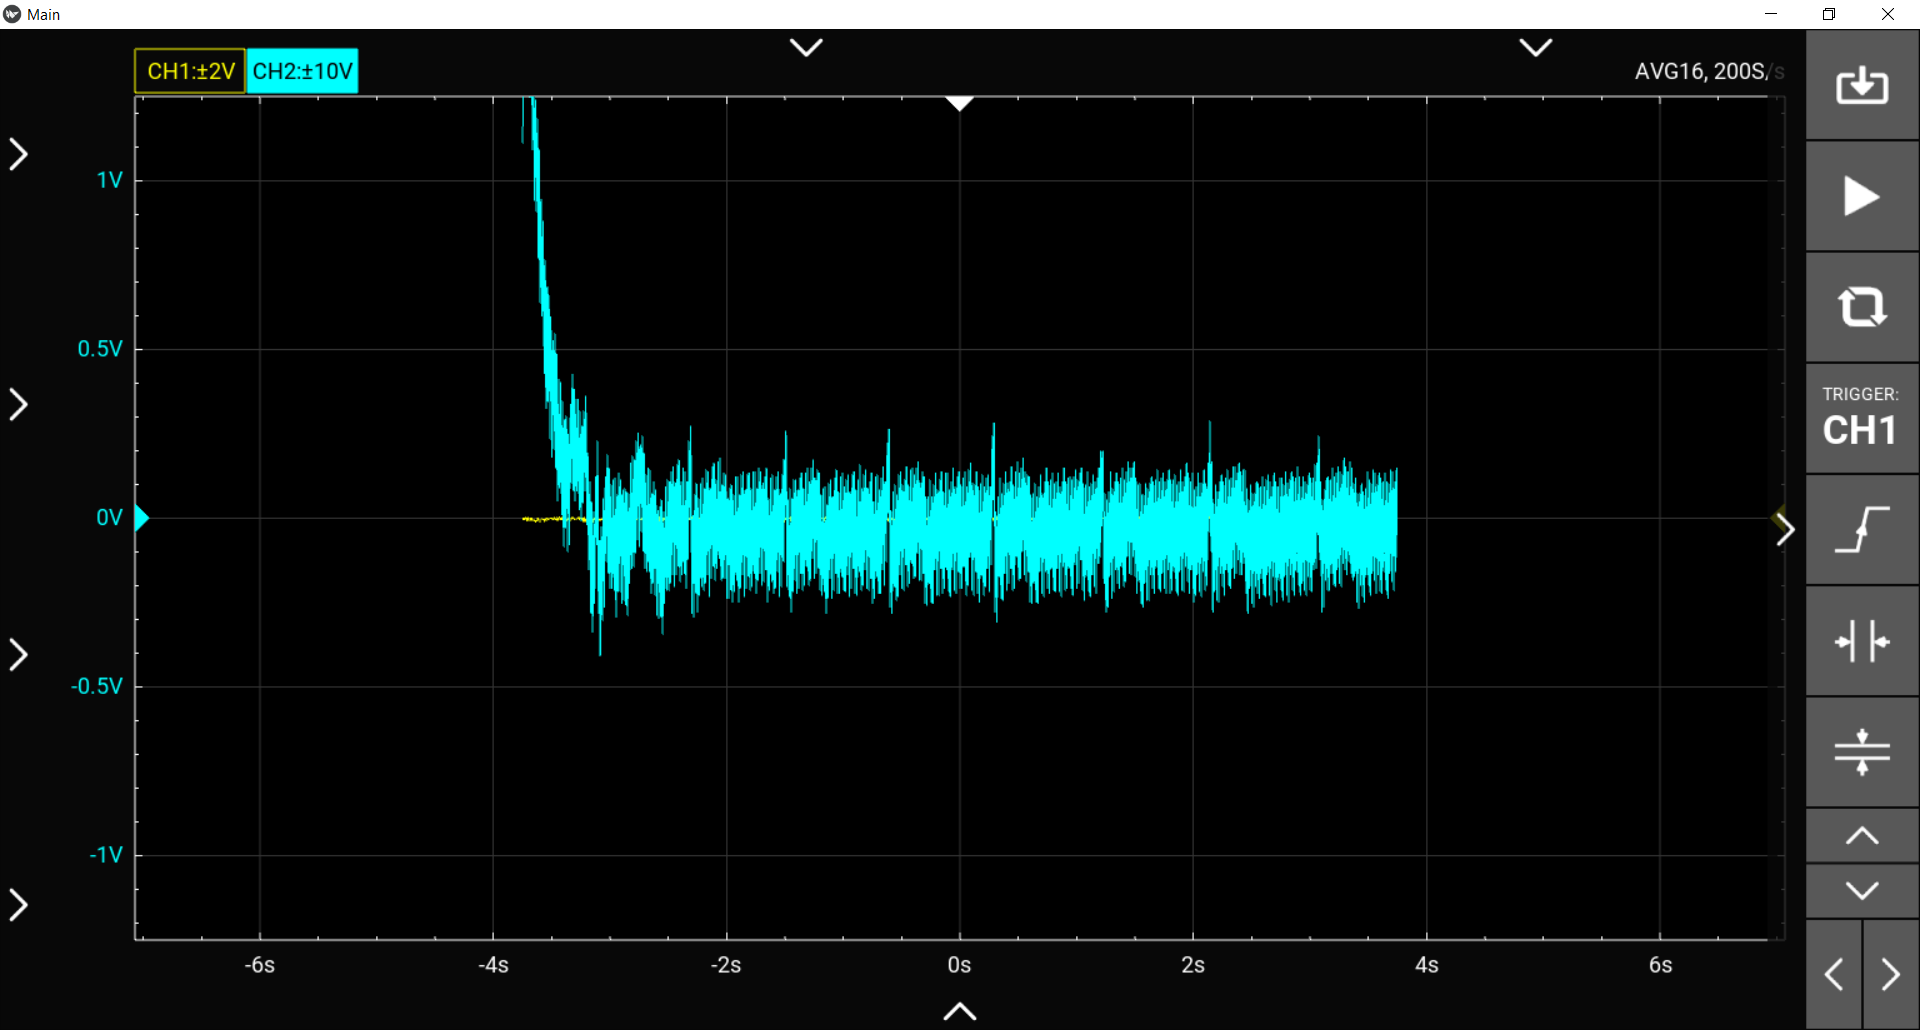 Main
CH1:±2V CH2:±10V
AVG16, 200S/s
1V
0.5V
0V
-0.5V
-1V
-6s -4s -2s 0s 2s 4s 6s
TRIGGER:
CH1